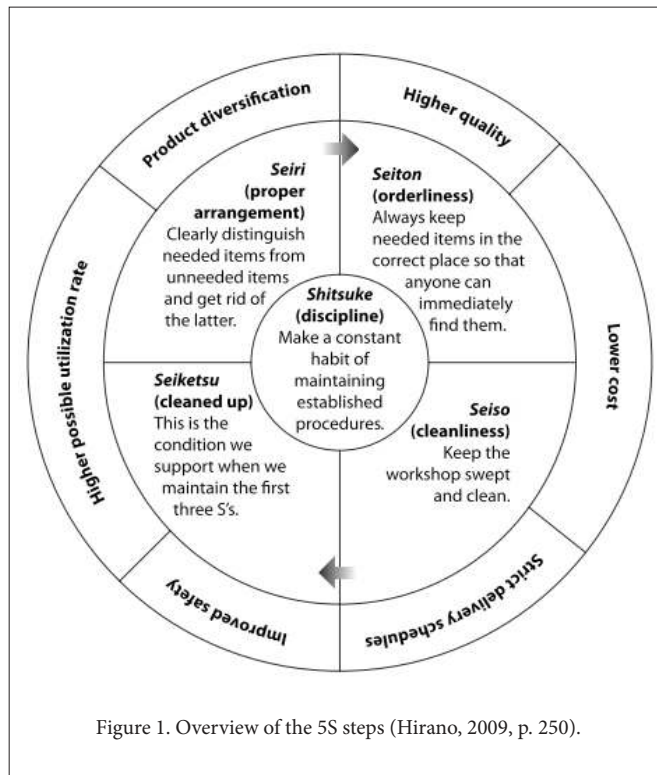 Product diversification
Higher quality
Lower cost
Strict delivery schedules
Improved safety
Higher possible utilization rate
Seiri
(proper
arrangement)
Clearly distinguish
needed items from
unneeded items
and get rid of
the latter.
Seiton
(orderliness)
Always keep
needed items in the
correct place so that
anyone can
immediately
find them.
Shitsuke
(discipline)
Make a constant
habit of
maintaining
established
procedures.
Seiketsu
(cleaned up)
This is the
condition we
support when we
maintain the first
three S's.
Seiso
(cleanliness)
Keep the
workshop swept
and clean.
Figure 1. Overview of the 5S steps (Hirano, 2009, p. 250).